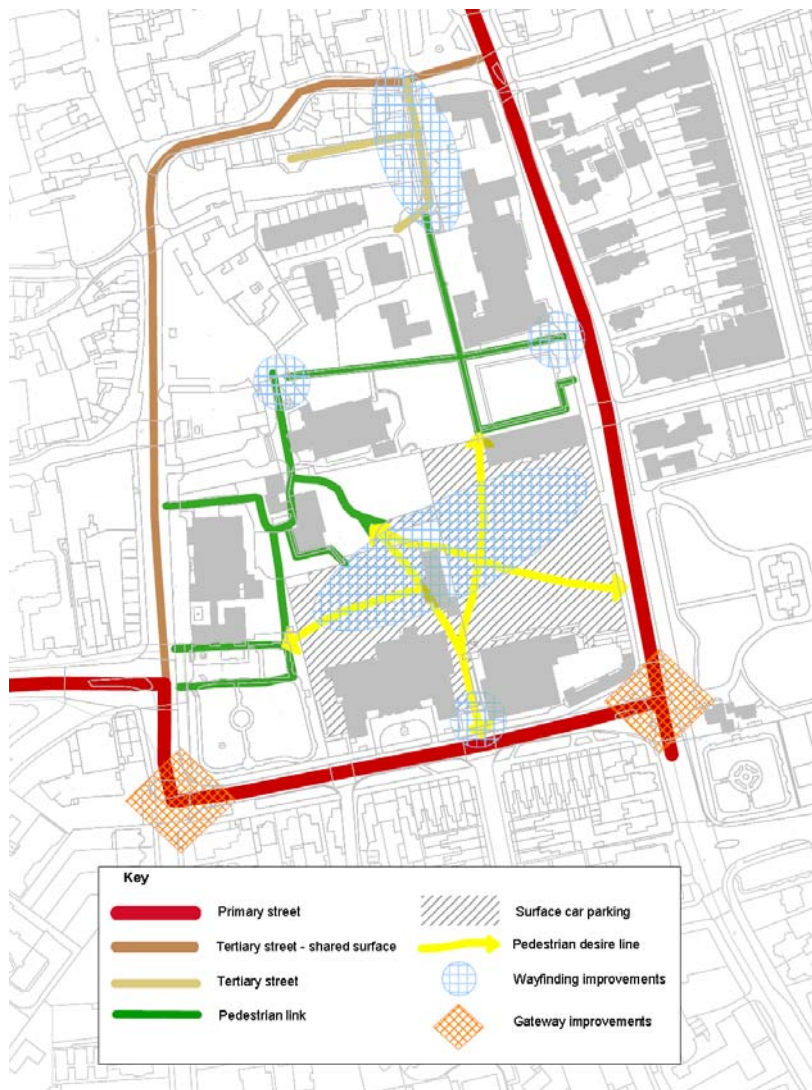 Key
Primary street
Tertiary street - shared surface
Tertiary street
Pedestrian link
Surface car parking
Pedestrian desire line
Wayfinding improvements
Gateway improvements